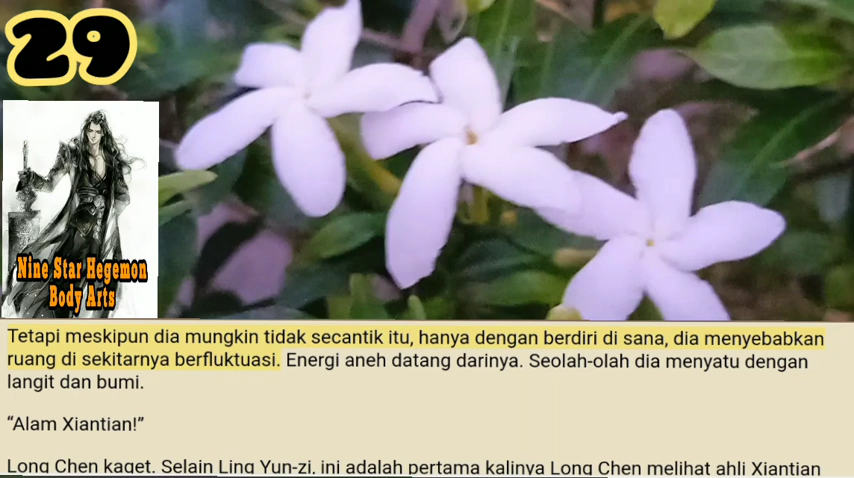 29
Nine Star Hegemon
Body Arts
Tetapi meskipun dia mungkin tidak secantik itu, hanya dengan berdiri di sana, dia menyebabkan
ruang di sekitarnya berfluktuasi. Energi aneh datang darinya. Seolah-olah dia menyatu dengan
langit dan bumi.
“Alam Xiantian!”
Long Chen kaget. Selain Ling Yun-zi, ini adalah pertama kalinya Long Chen melihat ahli Xiantian